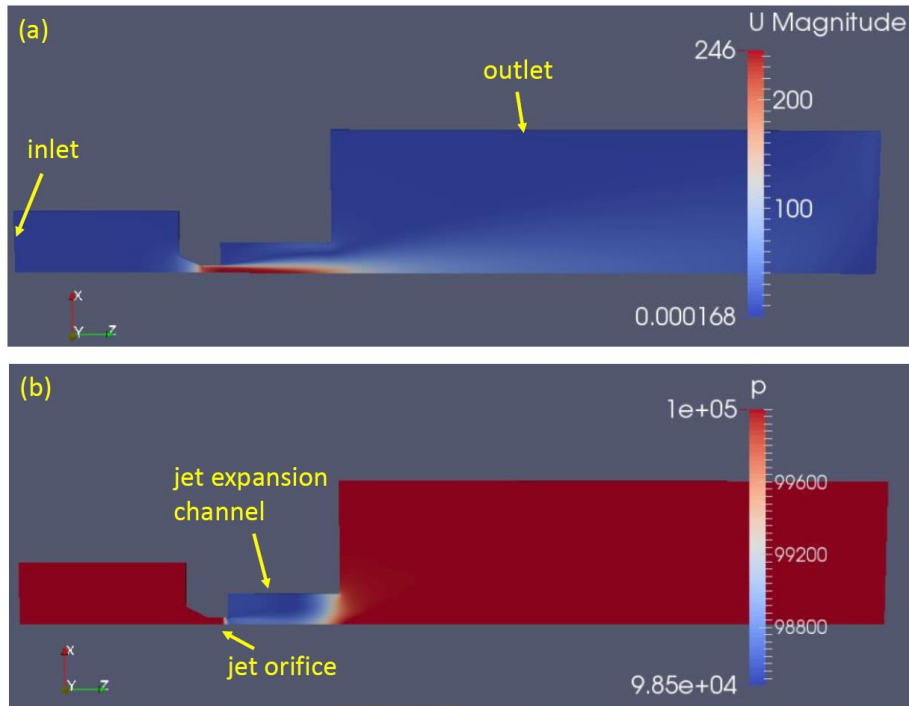 (a)
U Magnitude
246
200
100
0.000168
outlet
inlet
X
Y
Z
(b)
p
1e+05
99600
99200
98800
9.85e+04
jet expansion
channel
jet orifice
X
Y
Z